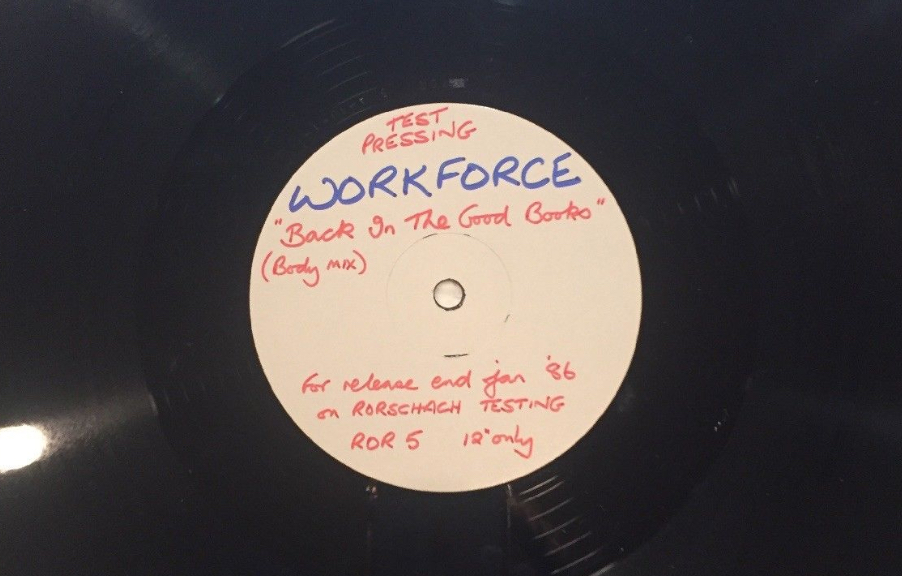 TEST
PRESSING
WORKFORCE
"Back In The Good Books"
(Body mix)
for release end jan '86
on RORSCHACH TESTING
ROR 5 12" only